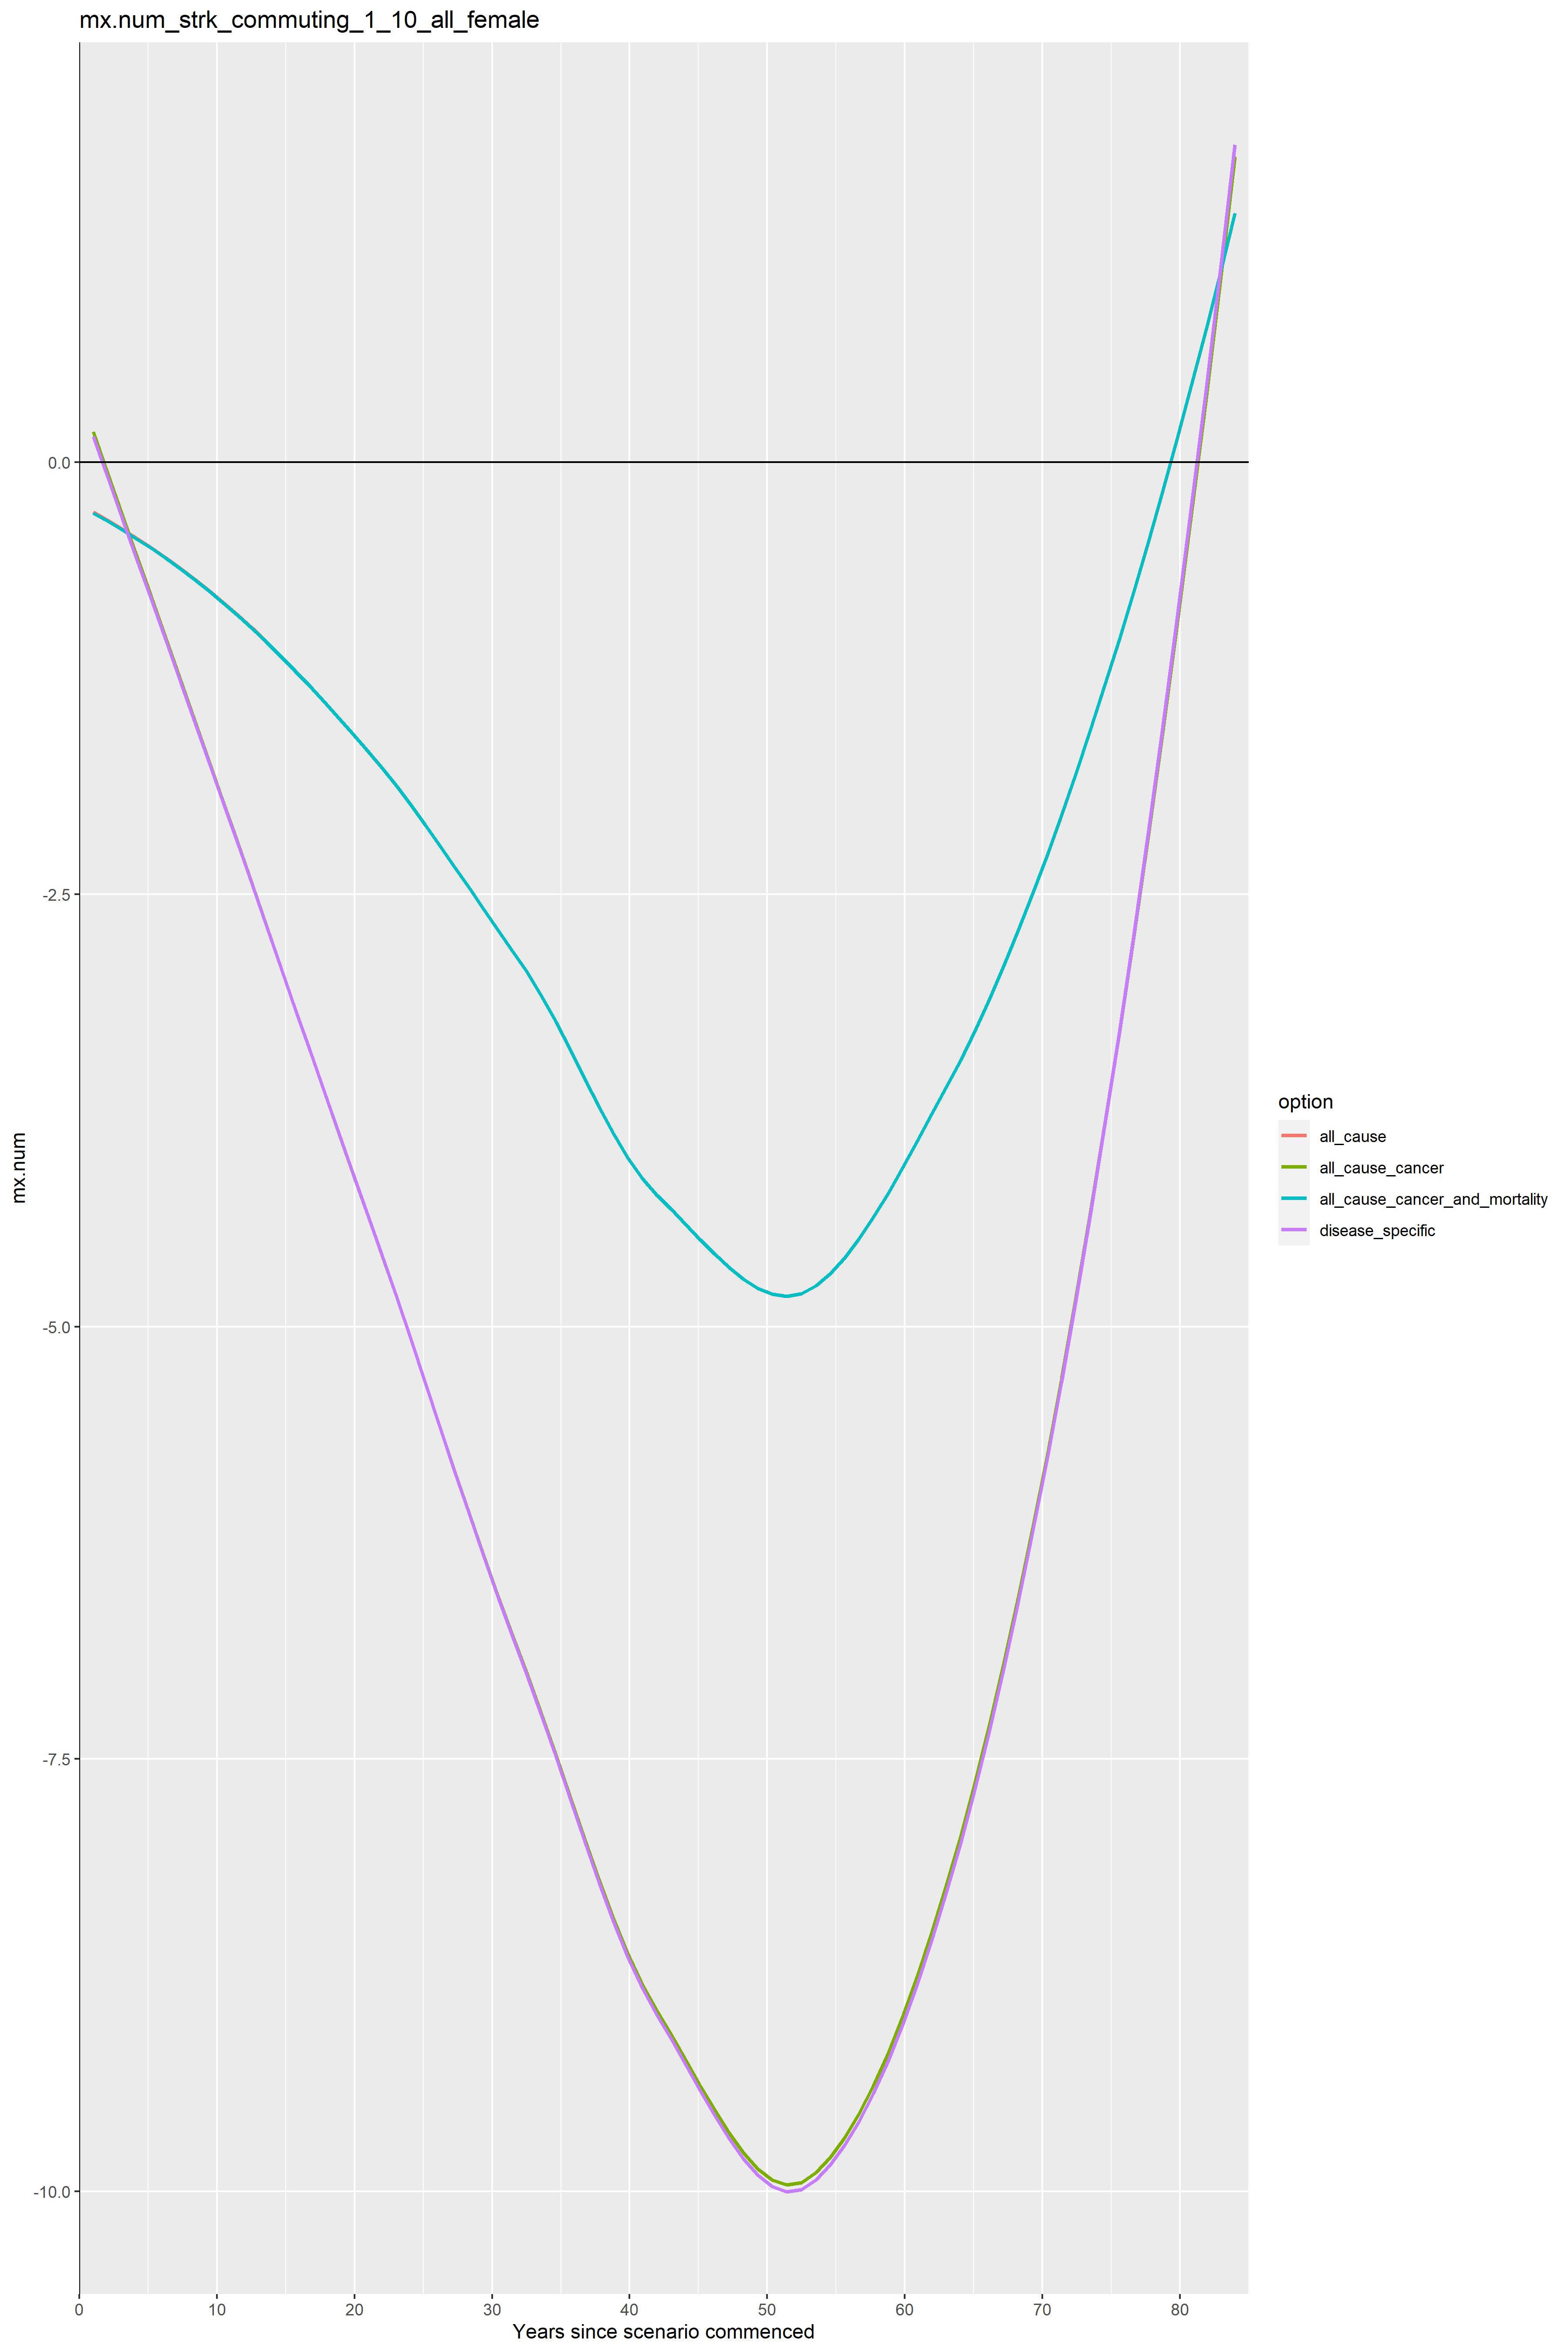 mx.num_strk_commuting_1_10_all_female
0.0
-2.5
-5.0
-7.5
-10.0
mx.num
0 10 20 30 40 50 60 70 80
Years since scenario commenced
option
all_cause
all_cause_cancer
all_cause_cancer_and_mortality
disease_specific